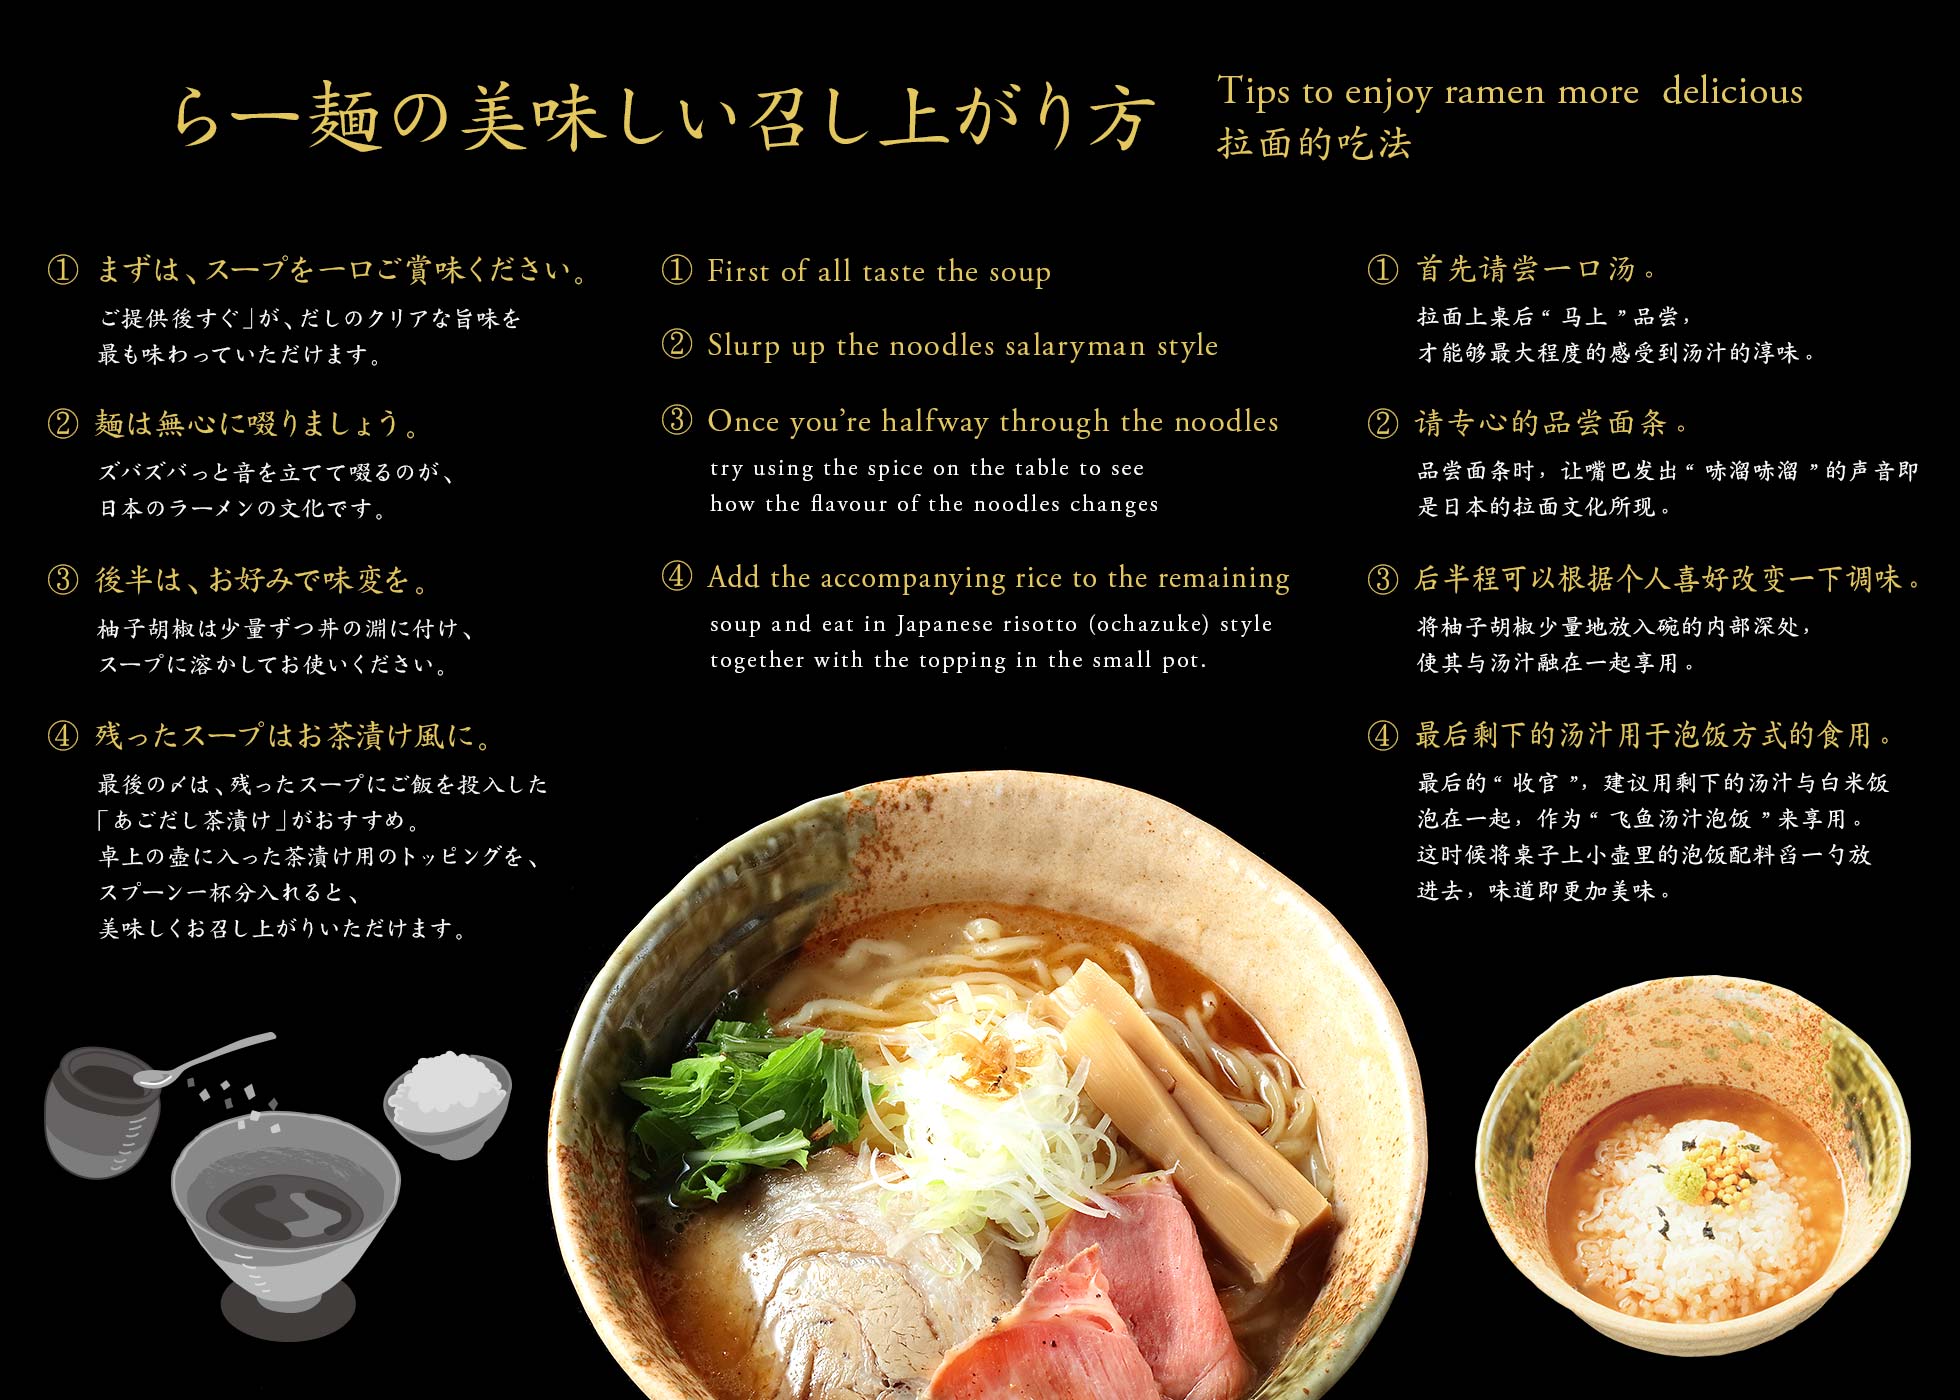 らー麺の美味しい召し上がり方
Tips to enjoy ramen more delicious
拉面的吃法
① まずは、スープを一口ご賞味ください。
ご提供後すぐ」が、だしのクリアな旨味を
最も味わっていただけます。
② 麺は無心に啜りましょう。
ズバズバっと音を立てて啜るのが、
日本のラーメンの文化です。
③ 後半は、お好みで味変を。
柚子胡椒は少量ずつ丼の淵に付け、
スープに溶かしてお使いください。
④ 残ったスープはお茶漬け風に。
最後の〆は、残ったスープにご飯を投入した
「あごだし茶漬け」がおすすめ。
卓上の壺に入った茶漬け用のトッピングを、
スプーン一杯分入れると、
美味しくお召し上がりいただけます。
① First of all taste the soup
② Slurp up the noodles salaryman style
③ Once you’re halfway through the noodles
try using the spice on the table to see
how the flavour of the noodles changes
④ Add the accompanying rice to the remaining
soup and eat in Japanese risotto (ochazuke) style
together with the topping in the small pot.
① 首先请尝一口汤。
拉面上桌后“马上”品尝，
才能够最大程度的感受到汤汁的淳味。
② 请专心的品尝面条。
品尝面条时，让嘴巴发出“哧溜哧溜”的声音即
是日本的拉面文化所现。
③ 后半程可以根据个人喜好改变一下调味。
将柚子胡椒少量地放入碗的内部深处，
使其与汤汁融在一起享用。
④ 最后剩下的汤汁用于泡饭方式的食用。
最后的“收官”，建议用剩下的汤汁与白米饭
泡在一起，作为“飞鱼汤汁泡饭”来享用。
这时候将桌子上小壶里的泡饭配料舀一勺放
进去，味道即更加美味。